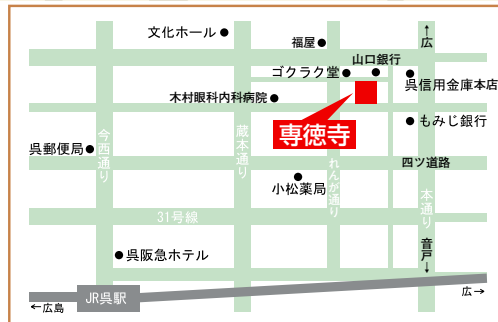 文化ホール
↑広
福屋
山口銀行
ゴクラク堂
呉信用金庫本店
木村眼科内科病院
専徳寺
もみじ銀行
呉郵便局
今西通り
蔵本通り
れんが通り
四ツ道路
小松薬局
本通り
31号線
音戸↓
呉阪急ホテル
JR呉駅
←広島
広→